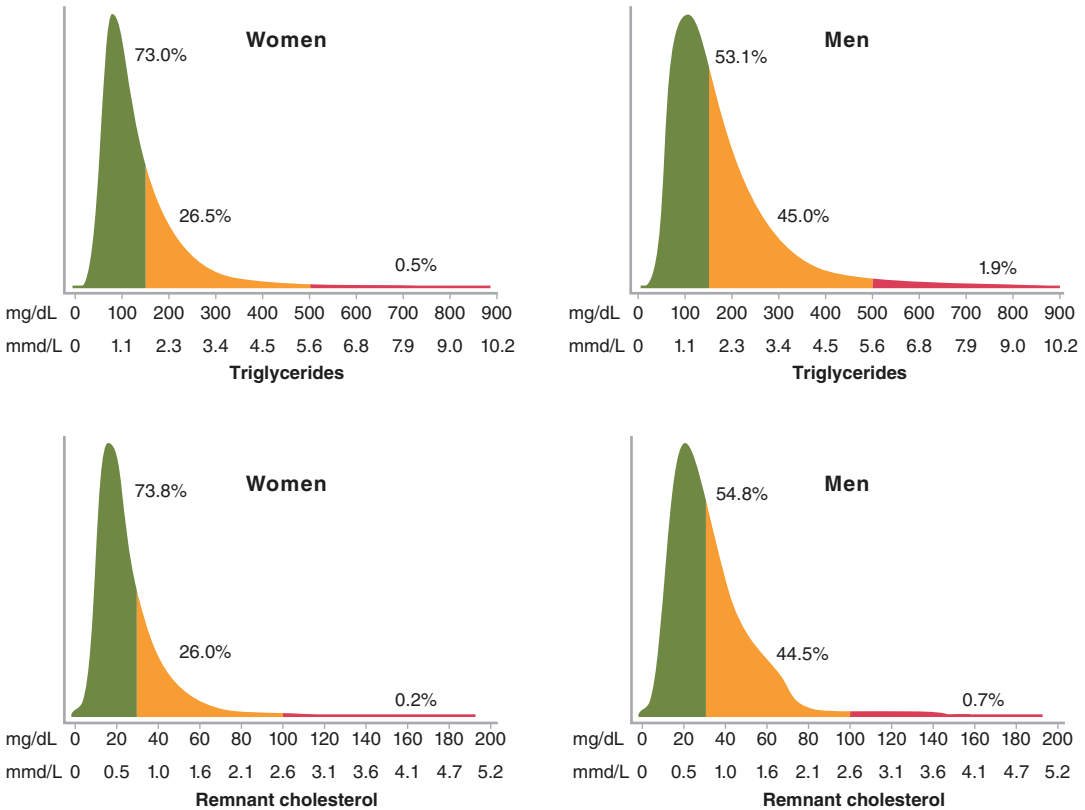 Women
73.0%
26.5%
0.5%
mg/dL 0 100 200 300 400 500 600 700 800 900
mmd/L 0 1.1 2.3 3.4 4.5 5.6 6.8 7.9 9.0 10.2
Triglycerides
Men
53.1%
45.0%
1.9%
mg/dL 0 100 200 300 400 500 600 700 800 900
mmd/L 0 1.1 2.3 3.4 4.5 5.6 6.8 7.9 9.0 10.2
Triglycerides
Women
73.8%
26.0%
0.2%
mg/dL 0 20 40 60 80 100 120 140 160 180 200
mmd/L 0 0.5 1.0 1.6 2.1 2.6 3.1 3.6 4.1 4.7 5.2
Remnant cholesterol
Men
54.8%
44.5%
0.7%
mg/dL 0 20 40 60 80 100 120 140 160 180 200
mmd/L 0 0.5 1.0 1.6 2.1 2.6 3.1 3.6 4.1 4.7 5.2
Remnant cholesterol